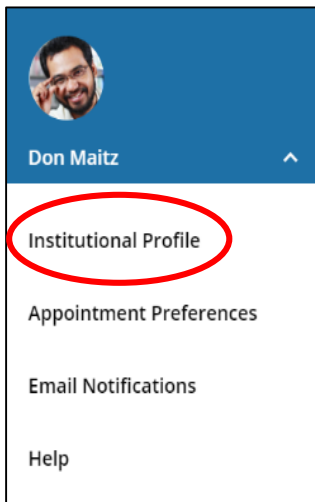 Don Maitz
Institutional Profile
Appointment Preferences
Email Notifications
Help